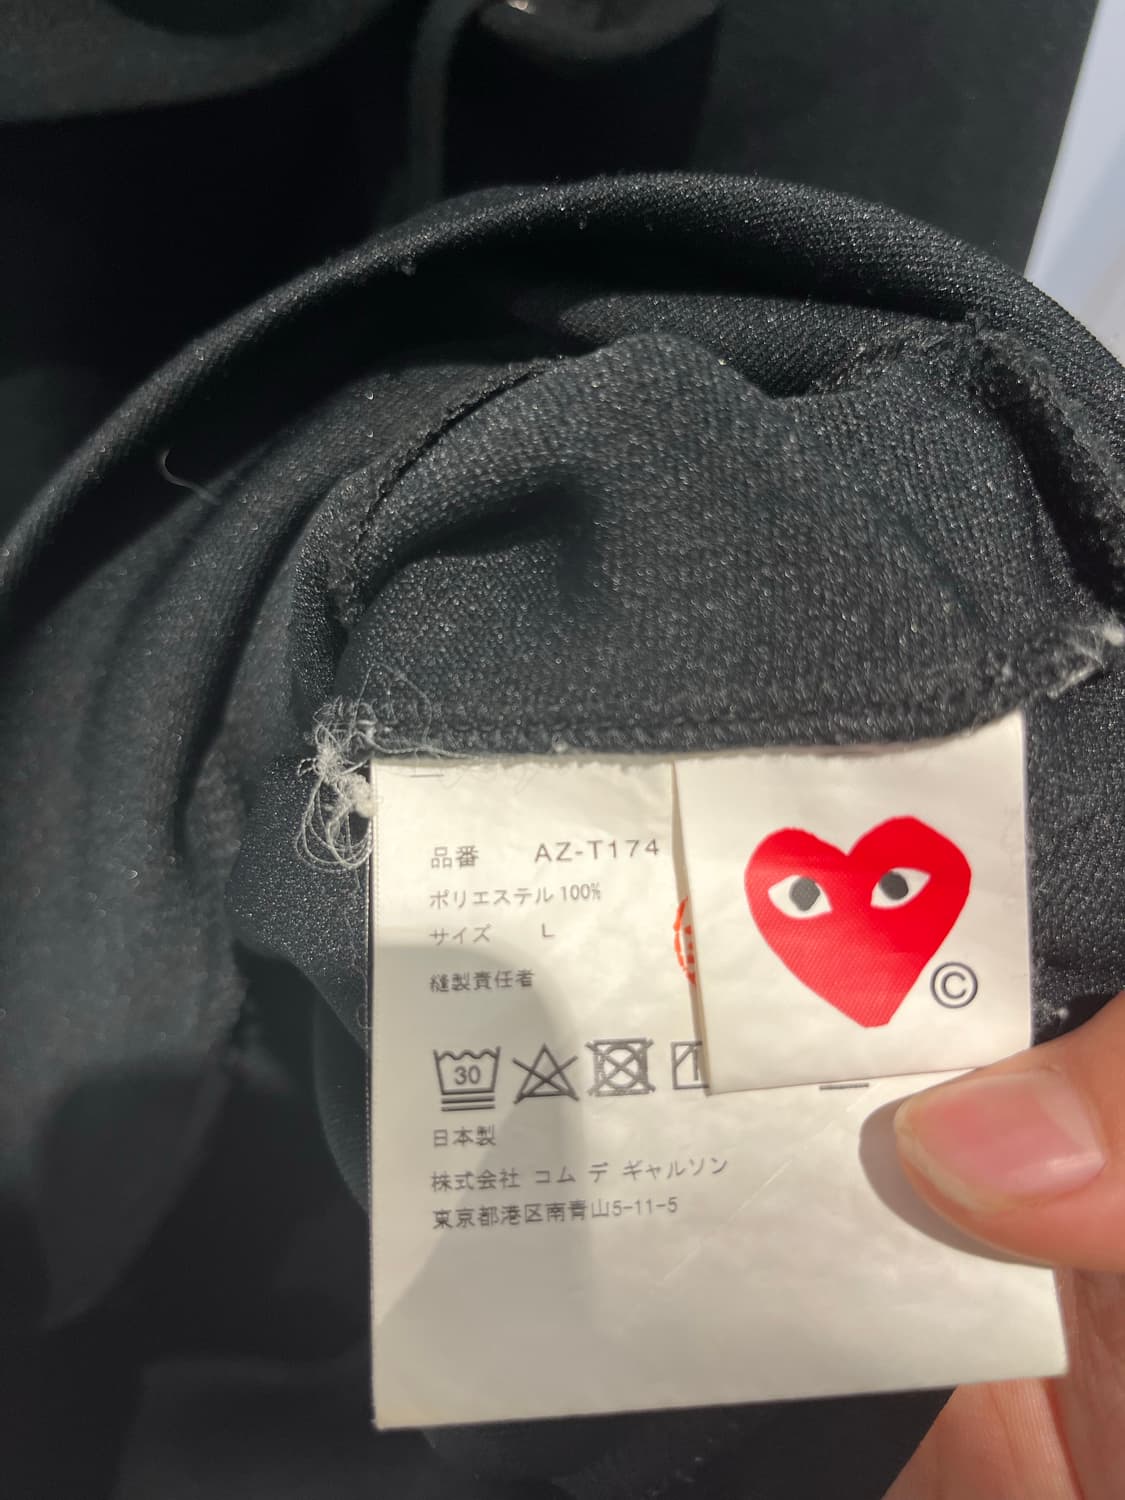 品番 AZ-T174
ポリエステル 100%
サイズ L
縫製責任者
30
日本製
株式会社 コム デ ギャルソン
東京都港区南青山5-11-5
©